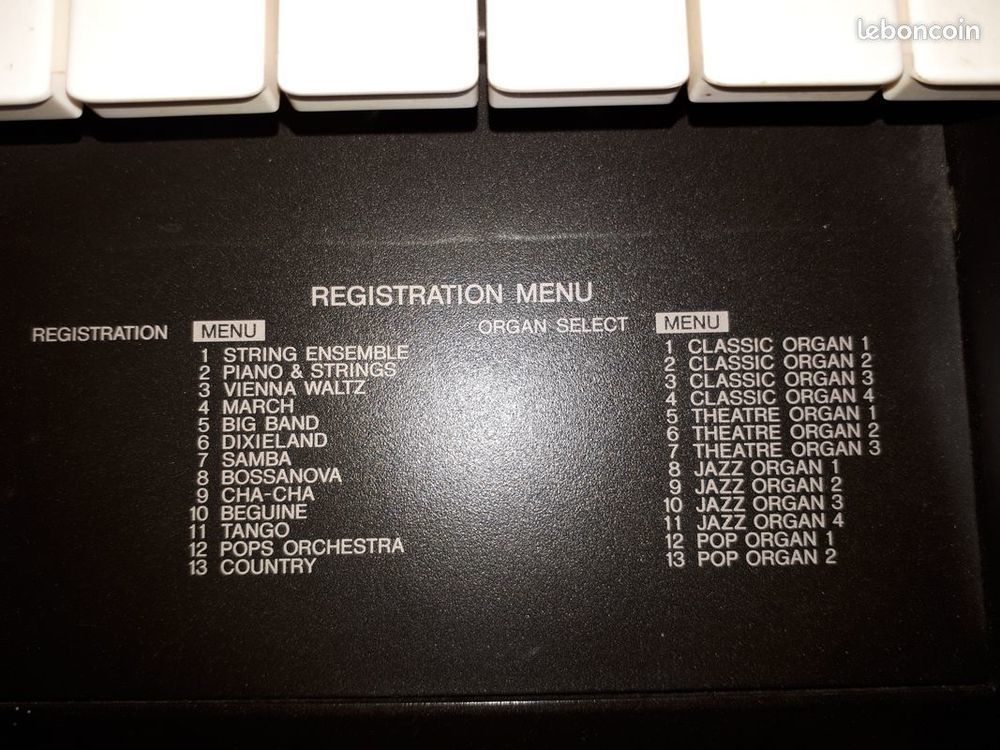 leboncoin
REGISTRATION MENU
REGISTRATION MENU
1 STRING ENSEMBLE
2 PIANO & STRINGS
3 VIENNA WALTZ
4 MARCH
5 BIG BAND
6 DIXIELAND
7 SAMBA
8 BOSSANOVA
9 CHA-CHA
10 BEGUINE
11 TANGO
12 POPS ORCHESTRA
13 COUNTRY
ORGAN SELECT MENU
1 CLASSIC ORGAN 1
2 CLASSIC ORGAN 2
3 CLASSIC ORGAN 3
4 CLASSIC ORGAN 4
5 THEATRE ORGAN 1
6 THEATRE ORGAN 2
7 THEATRE ORGAN 3
8 JAZZ ORGAN 1
9 JAZZ ORGAN 2
10 JAZZ ORGAN 3
11 JAZZ ORGAN 4
12 POP ORGAN 1
13 POP ORGAN 2